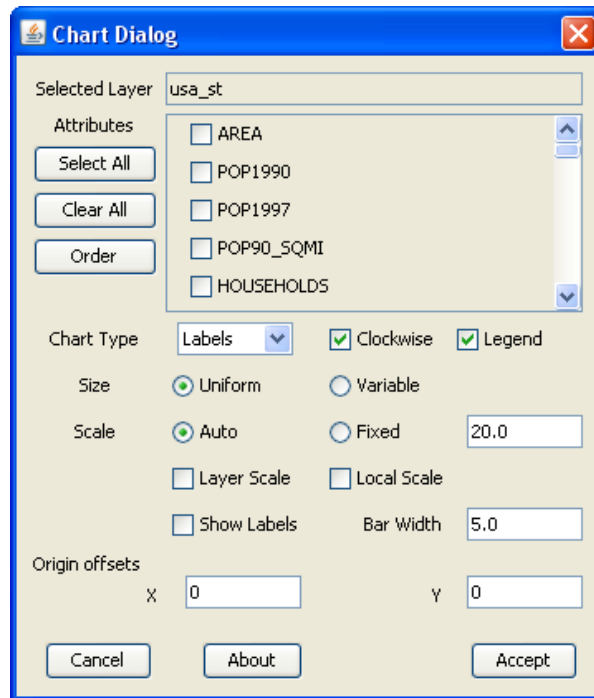 Chart Dialog
Selected Layer usa_st
Attributes
Select All
Clear All
Order
AREA
POP1990
POP1997
POP90_SQMI
HOUSEHOLDS
Chart Type Labels Clockwise Legend
Size Uniform Variable
Scale Auto Fixed 20.0
Layer Scale Local Scale
Show Labels Bar Width 5.0
Origin offsets
X 0 Y 0
Cancel About Accept